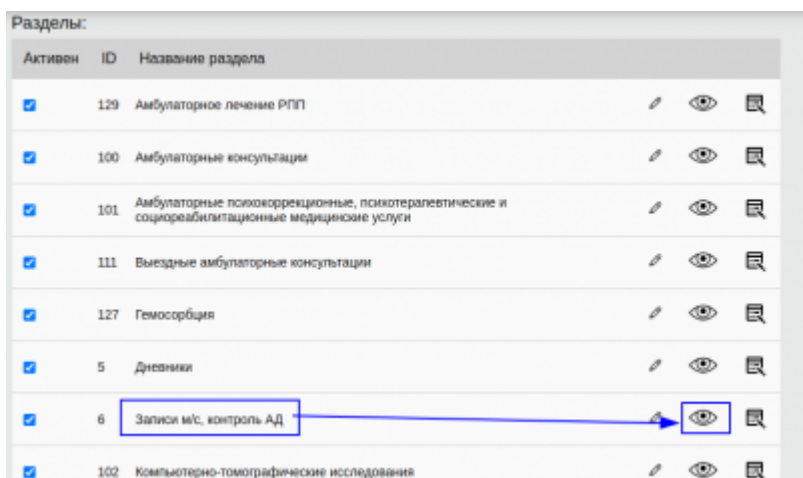 Разделы:
Активен ID Название раздела
129 Амбулаторное лечение РПП
100 Амбулаторные консультации
101 Амбулаторные психокоррекционные, психотерапевтические и
социореабилитационные медицинские услуги
111 Выездные амбулаторные консультации
127 Гемосорбция
5 Дневники
6 Записи м/с, контроль АД
102 Компьютерно-томографические исследования